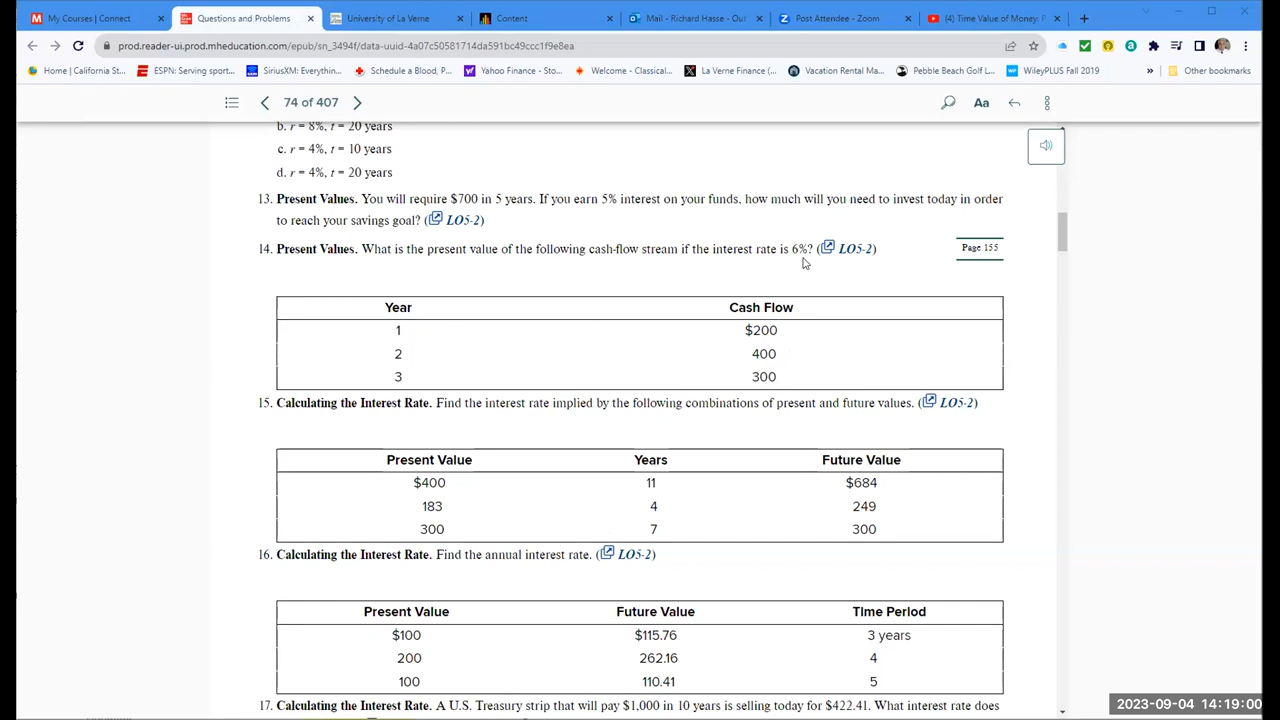 My Courses | Connect
Questions and Problems
University of La Verne
Content
Mail - Richard Hasse - Out
Post Attendee - Zoom
(4) Time Value of Money. P
prod.reader-ui.prod.mheducation.com/epub/sn_3494f/data-uuid-4a07c50581714da591bc49ccc1f9e8ea
Home | California St...
ESPN: Serving sport...
SiriusXM: Everythin...
Schedule a Blood, P...
Yahoo Finance - Sto...
Welcome - Classical...
La Verne Finance (...
Vacation Rental Ma...
Pebble Beach Golf L...
WileyPLUS Fall 2019
»
Other bookmarks
74 of 407
Aa
b. r = 8%, t = 20 years
c. r = 4%, t = 10 years
d. r = 4%, t = 20 years
13. Present Values. You will require $700 in 5 years. If you earn 5% interest on your funds, how much will you need to invest today in order
to reach your savings goal? (LO5-2)
14. Present Values. What is the present value of the following cash-flow stream if the interest rate is 6%? (LO5-2)
Page 155
Year Cash Flow
1 $200
2 400
3 300
15. Calculating the Interest Rate. Find the interest rate implied by the following combinations of present and future values. (LO5-2)
Present Value Years Future Value
$400 11 $684
183 4 249
300 7 300
16. Calculating the Interest Rate. Find the annual interest rate. (LO5-2)
Present Value Future Value Time Period
$100 $115.76 3 years
200 262.16 4
100 110.41 5
17. Calculating the Interest Rate. A U.S. Treasury strip that will pay $1,000 in 10 years is selling today for $422.41. What interest rate does
2023-09-04 14:19:00